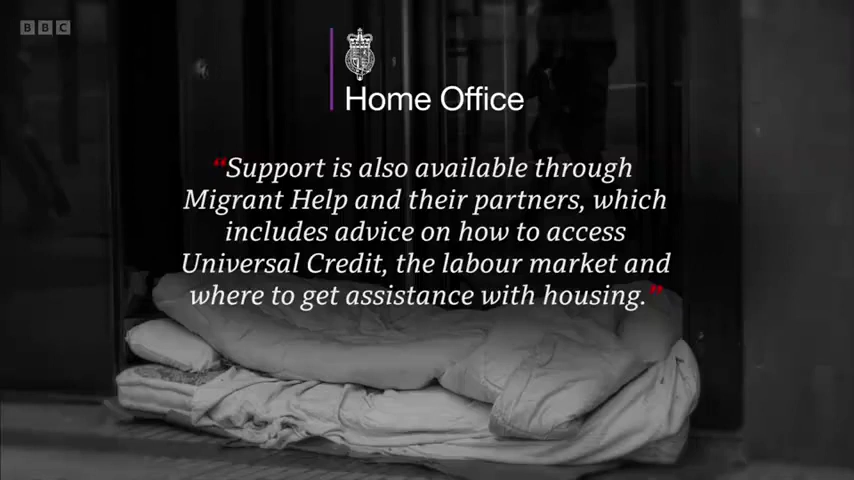 BBC
Home Office
"Support is also available through
Migrant Help and their partners, which
includes advice on how to access
Universal Credit, the labour market and
where to get assistance with housing."